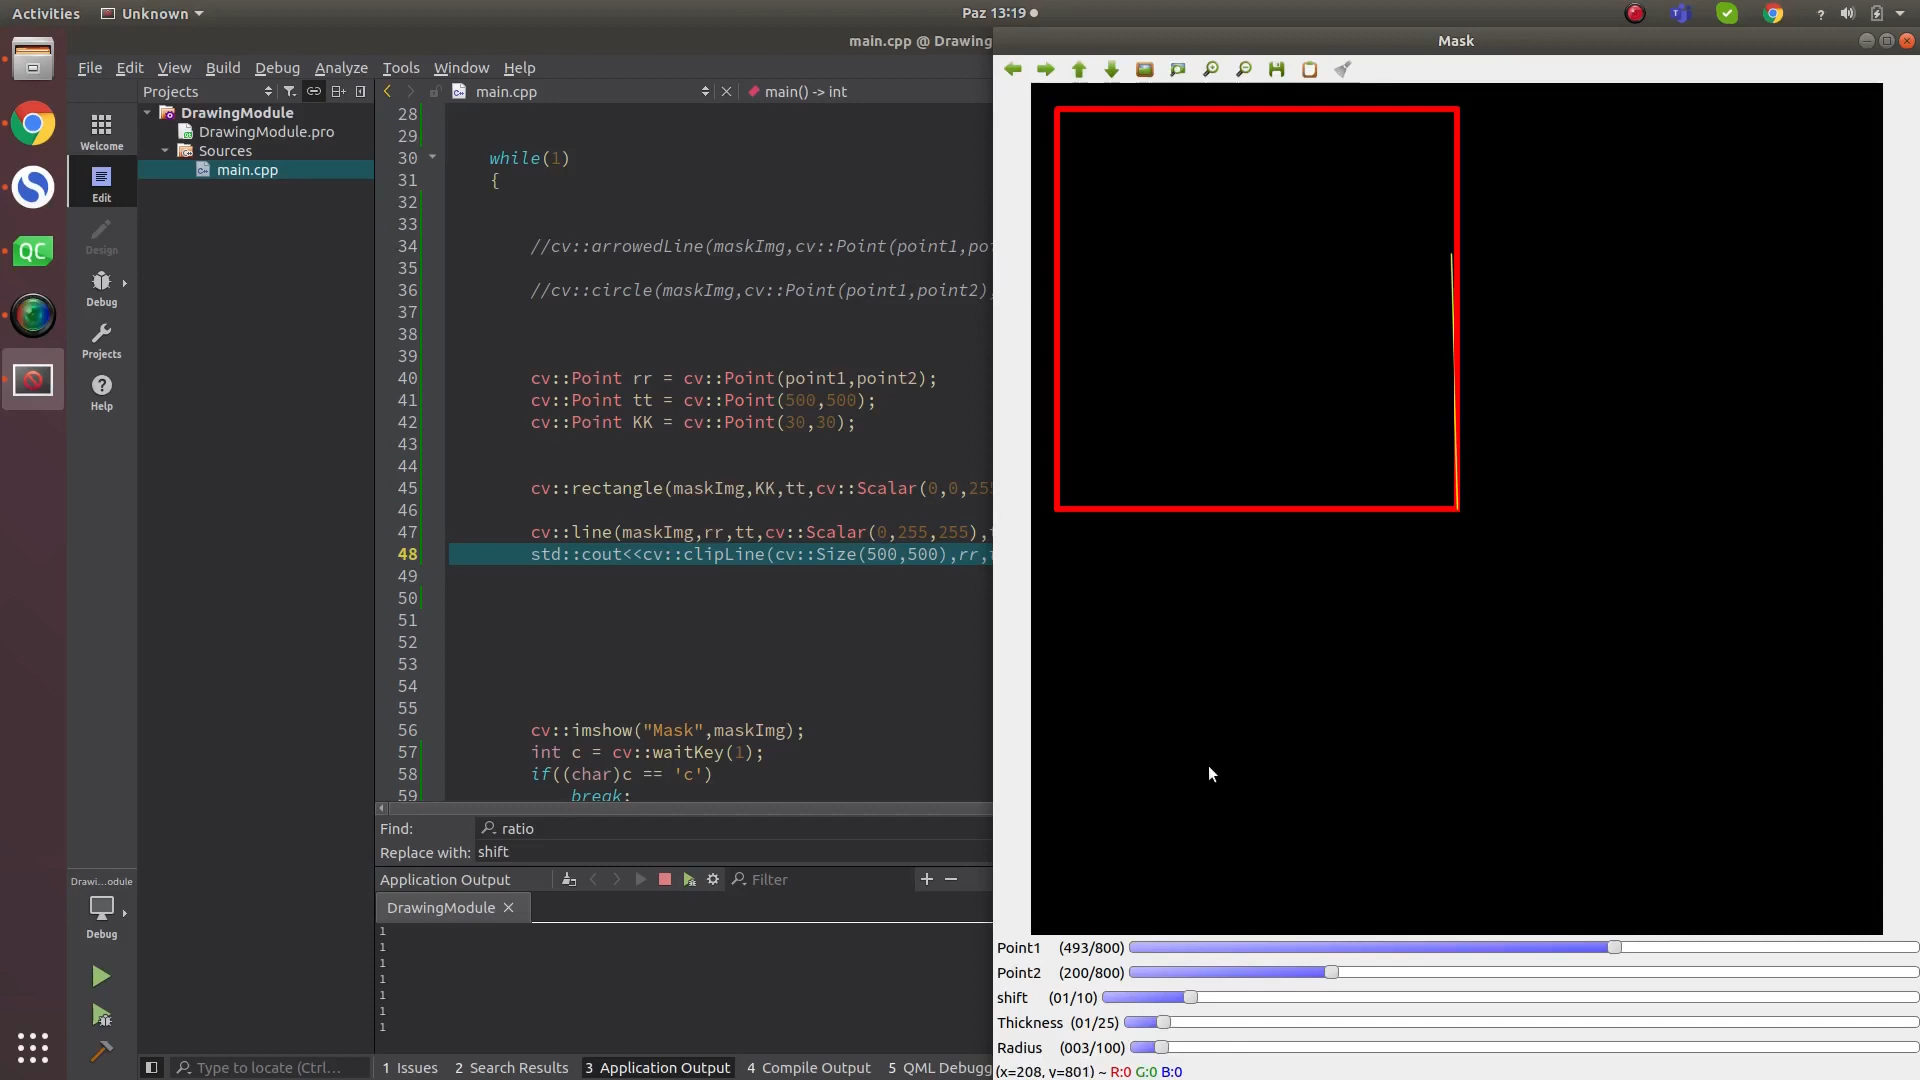 Activities
Unknown
Paz 13:19
?
main.cpp @ Drawing
Mask
File Edit View Build Debug Analyze Tools Window Help
Projects
main.cpp
main() -> int
Welcome
Edit
Design
Debug
Projects
Help
DrawingModule
DrawingModule.pro
Sources
main.cpp
28
29
30 while(1)
31 {
32
33
34 //cv::arrowedLine(maskImg,cv::Point(point1,poi
35
36 //cv::circle(maskImg,cv::Point(point1,point2),
37
38
39
40 cv::Point rr = cv::Point(point1,point2);
41 cv::Point tt = cv::Point(500,500);
42 cv::Point KK = cv::Point(30,30);
43
44
45 cv::rectangle(maskImg,KK,tt,cv::Scalar(0,0,255
46
47 cv::line(maskImg,rr,tt,cv::Scalar(0,255,255),
48 std::cout<<cv::clipLine(cv::Size(500,500),rr,
49
50
51
52
53
54
55
56 cv::imshow("Mask",maskImg);
57 int c = cv::waitKey(1);
58 if((char)c == 'c')
59 break;
Find: ratio
Replace with: shift
Application Output
Filter
DrawingModule
1
1
1
1
1
1
1
Drawi...odule
Debug
QC
Type to locate (Ctrl...
1 Issues
2 Search Results
3 Application Output
4 Compile Output
5 QML Debugg
Point1 (493/800)
Point2 (200/800)
shift (01/10)
Thickness (01/25)
Radius (003/100)
(x=208, y=801) ~ R:0 G:0 B:0